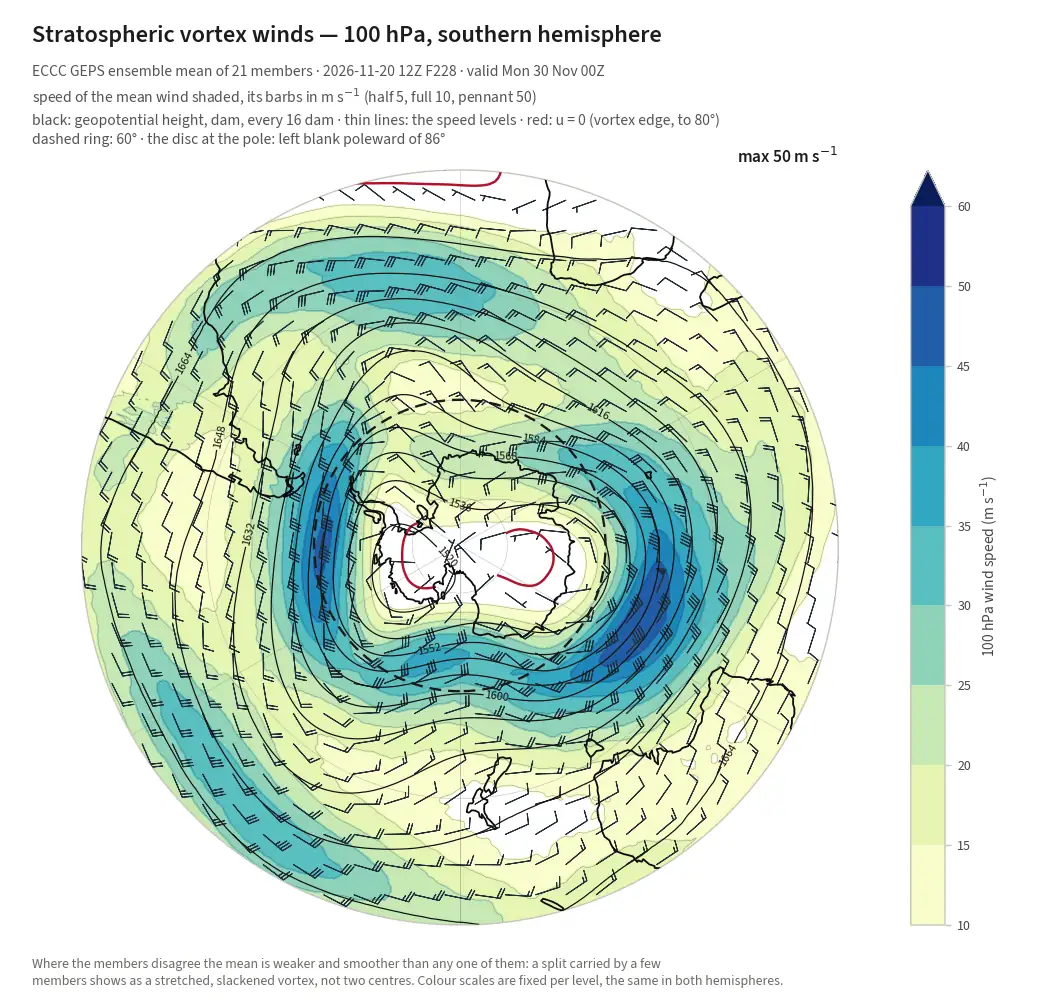 Stratospheric vortex winds — 100 hPa, southern hemisphere
ECCC GEPS ensemble mean of 21 members · 2026-11-20 12Z F228 · valid Mon 30 Nov 00Z
speed of the mean wind shaded, its barbs in m s⁻¹ (half 5, full 10, pennant 50)
black: geopotential height, dam, every 16 dam · thin lines: the speed levels · red: u = 0 (vortex edge, to 80°)
dashed ring: 60° · the disc at the pole: left blank poleward of 86°
max 50 m s⁻¹
60
50
45
40
35
30
25
20
15
10
100 hPa wind speed (m s⁻¹)
1664
1648
1632
1616
1584
1568
1536
1520
1552
1600
1664
Where the members disagree the mean is weaker and smoother than any one of them: a split carried by a few
members shows as a stretched, slackened vortex, not two centres. Colour scales are fixed per level, the same in both hemispheres.